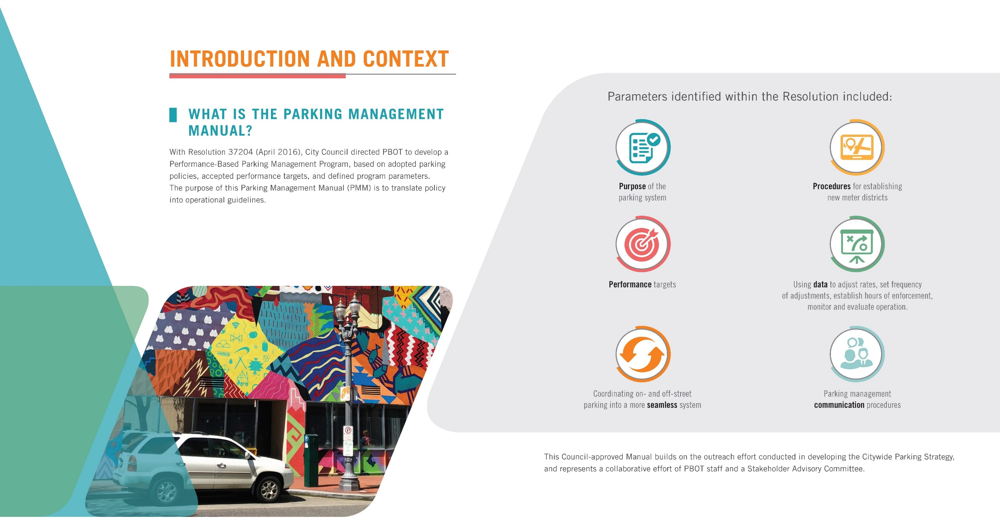 INTRODUCTION AND CONTEXT
WHAT IS THE PARKING MANAGEMENT
MANUAL?
With Resolution 37204 (April 2016), City Council directed PBOT to develop a
Performance-Based Parking Management Program, based on adopted parking
policies, accepted performance targets, and defined program parameters.
The purpose of this Parking Management Manual (PMM) is to translate policy
into operational guidelines.
Parameters identified within the Resolution included:
Purpose of the
parking system
Procedures for establishing
new meter districts
Performance targets
Using data to adjust rates, set frequency
of adjustments, establish hours of enforcement,
monitor and evaluate operation.
Coordinating on- and off-street
parking into a more seamless system
Parking management
communication procedures
100
P
P
This Council-approved Manual builds on the outreach effort conducted in developing the Citywide Parking Strategy,
and represents a collaborative effort of PBOT staff and a Stakeholder Advisory Committee.